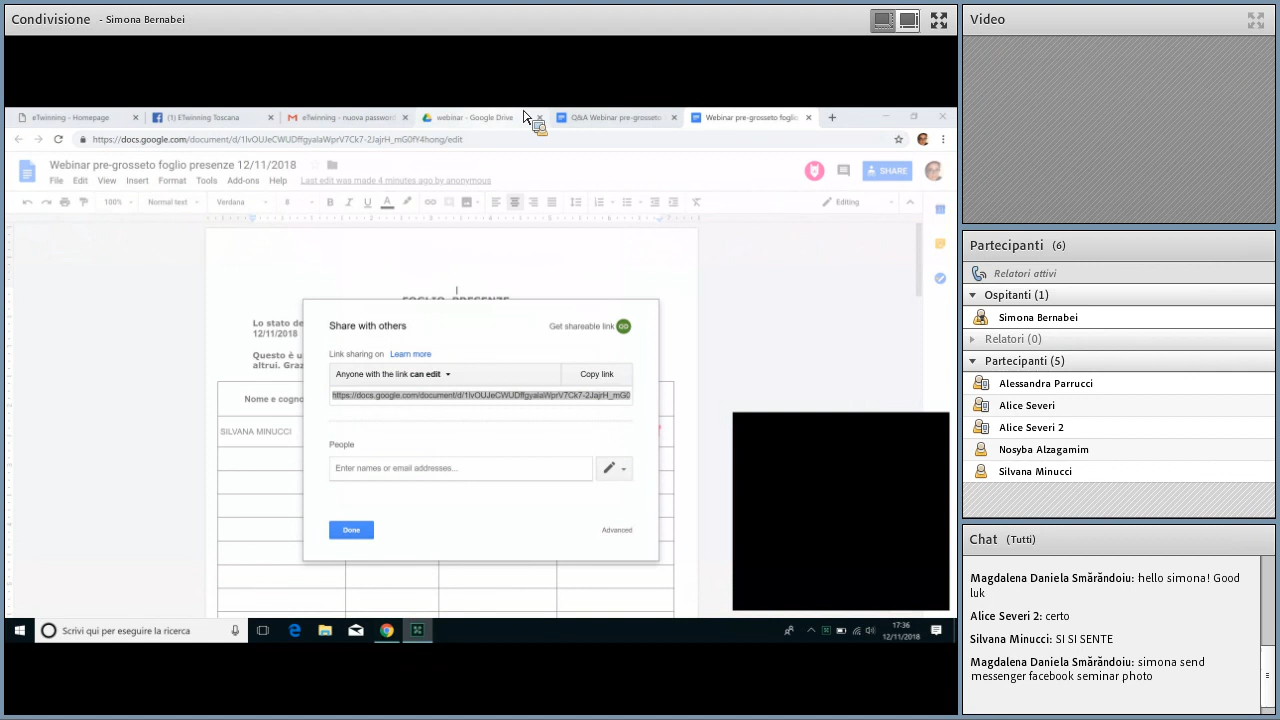 Condivisione - Simona Bernabei
eTwinning - Homepage
(1) ETwinning Toscana
eTwinning - nuova password
webinar - Google Drive
Q&A Webinar pre-grosseto
Webinar pre-grosseto foglio
https://docs.google.com/document/d/
Webinar pre-grosseto foglio presenze 12/11/2018
File Edit View Insert Format Tools Add-ons Help Last edit was made 4 minutes ago by anonymous
SHARE
100% Normal text Verdana 8 B I U A Editing
FOGLIO PRESENZE
Lo stato de
12/11/2018
Questo è u
altrui. Graz
Nome e cogno
SILVANA MINUCCI
Share with others
Get shareable link
Link sharing on Learn more
Anyone with the link can edit
Copy link
https://docs.google.com/document/d/
People
Enter names or email addresses...
Done
Advanced
Scrivi qui per eseguire la ricerca
17:36
12/11/2018
Video
Partecipanti (6)
Relatori attivi
Ospitanti (1)
Simona Bernabei
Relatori (0)
Partecipanti (5)
Alessandra Parrucci
Alice Severi
Alice Severi 2
Nosyba Alzagamim
Silvana Minucci
Chat (Tutti)
Magdalena Daniela Smărăndoiu: hello simona! Good
luk
Alice Severi 2: certo
Silvana Minucci: SI SI SENTE
Magdalena Daniela Smărăndoiu: simona send
messenger facebook seminar photo